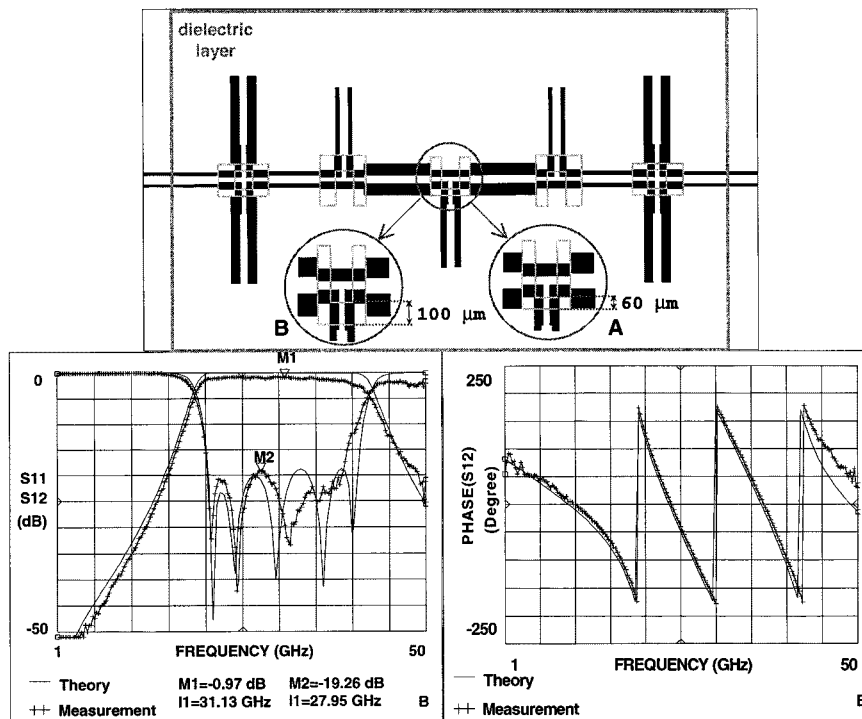 dielectric
layer
100 µm
60 µm
B
A
M1
0
M2
S11
S12
(dB)
-50
1
50
FREQUENCY (GHz)
Theory
M1=-0.97 dB
M2=-19.26 dB
Measurement
I1=31.13 GHz
I1=27.95 GHz
B
250
PHASE(S12)
(Degree)
-250
1
50
FREQUENCY (GHz)
Theory
Measurement